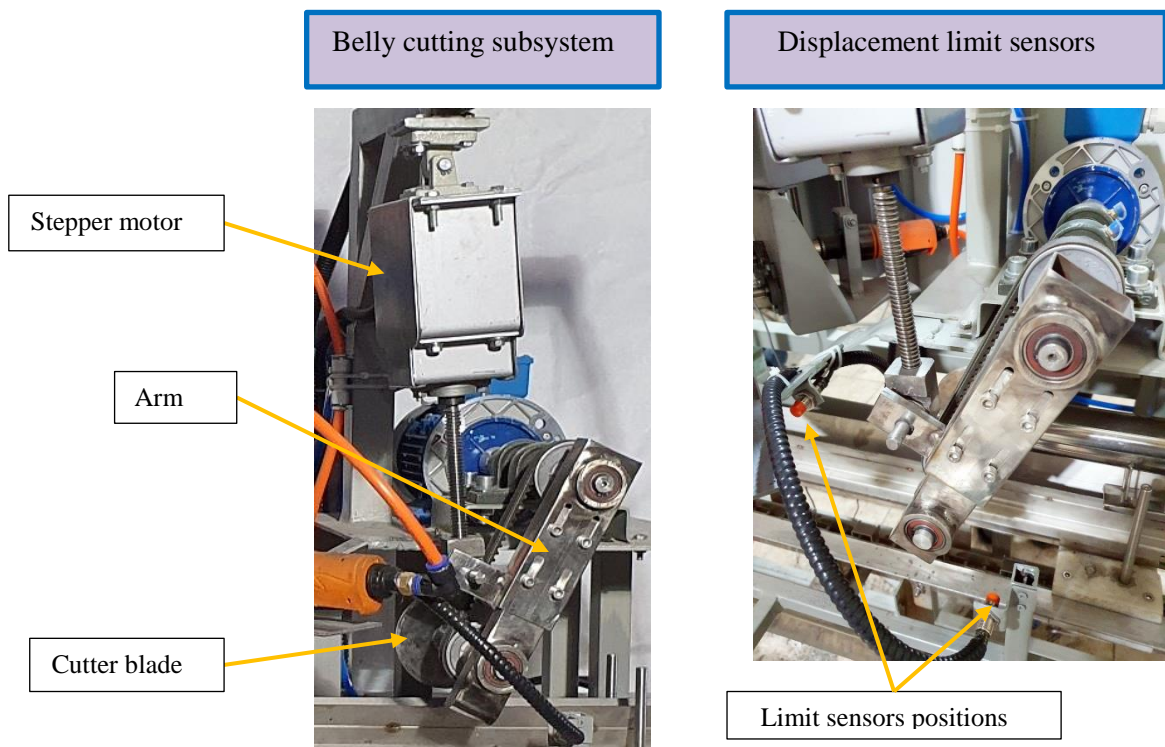 Belly cutting subsystem
Displacement limit sensors
Stepper motor
Arm
Cutter blade
Limit sensors positions